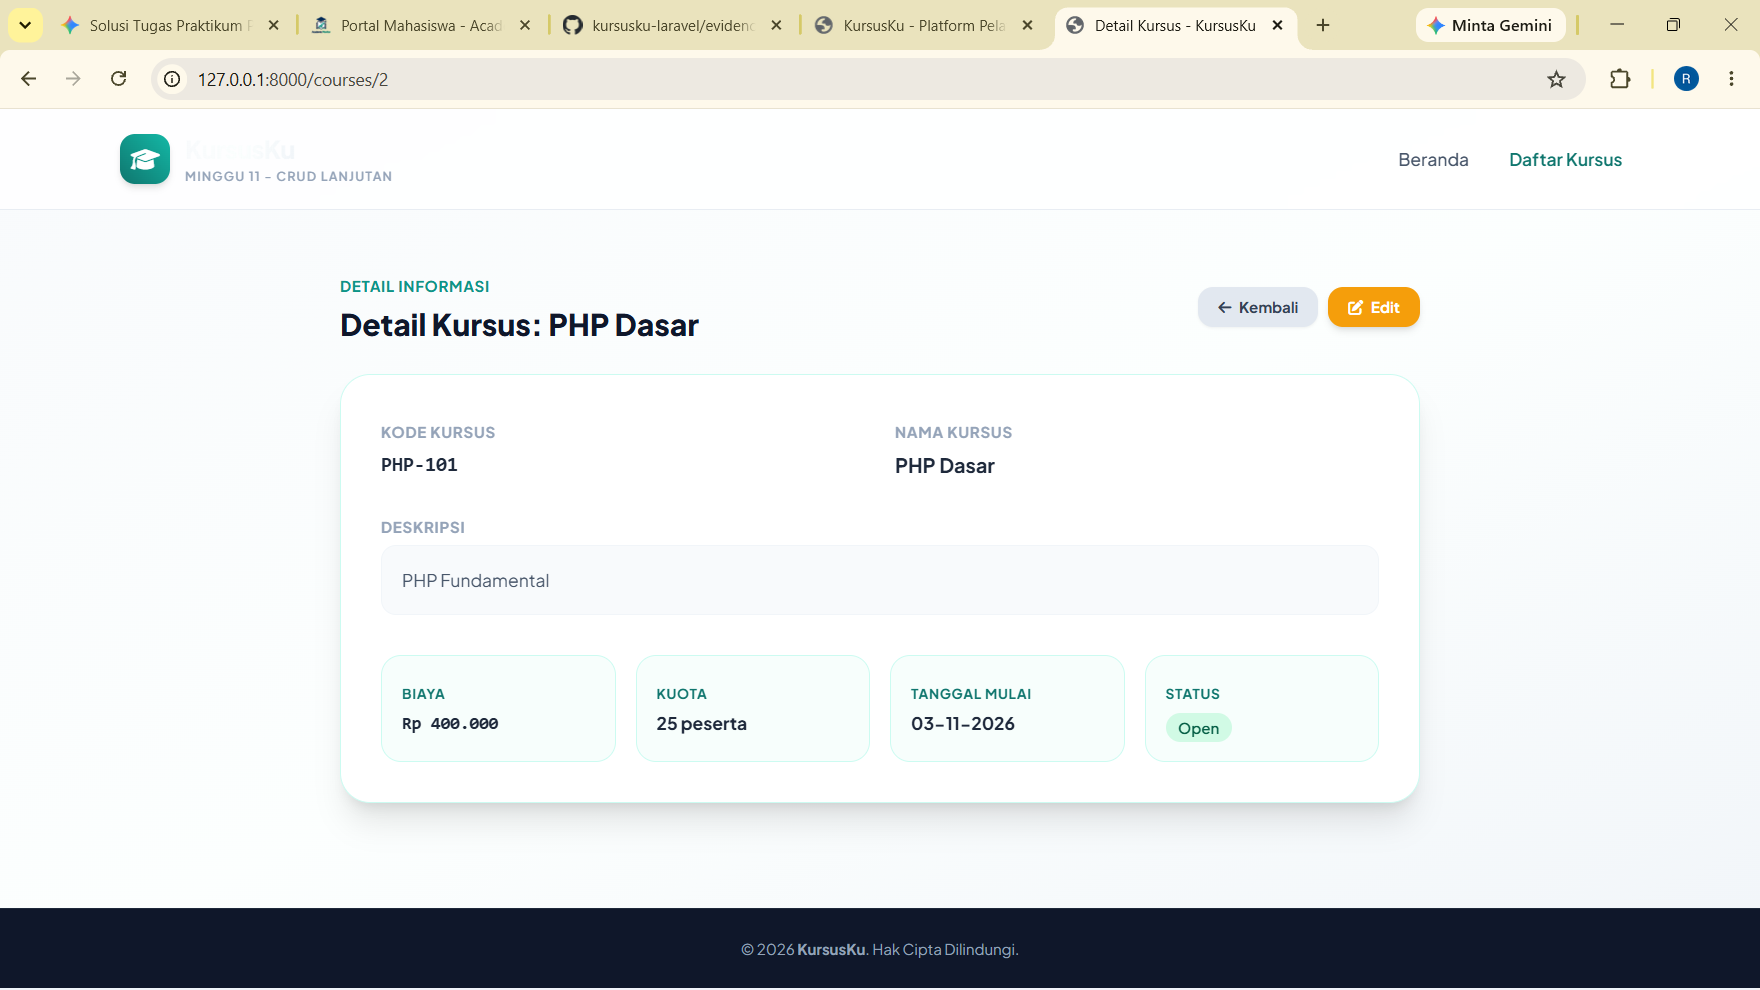 Solusi Tugas Praktikum
Portal Mahasiswa - Acad
kursusku-laravel/evidenc
KursusKu - Platform Pela
Detail Kursus - KursusKu
Minta Gemini
127.0.0.1:8000/courses/2
R
KursusKu
MINGGU 11 - CRUD LANJUTAN
Beranda
Daftar Kursus
DETAIL INFORMASI
Detail Kursus: PHP Dasar
Kembali
Edit
KODE KURSUS
NAMA KURSUS
PHP-101
PHP Dasar
DESKRIPSI
PHP Fundamental
BIAYA
KUOTA
TANGGAL MULAI
STATUS
Rp 400.000
25 peserta
03-11-2026
Open
© 2026 KursusKu. Hak Cipta Dilindungi.